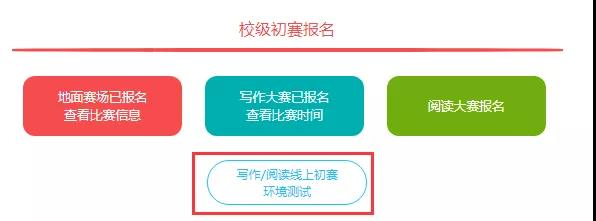 校级初赛报名
地面赛场已报名
查看比赛信息
写作大赛已报名
查看比赛时间
阅读大赛报名
写作/阅读线上初赛
环境测试